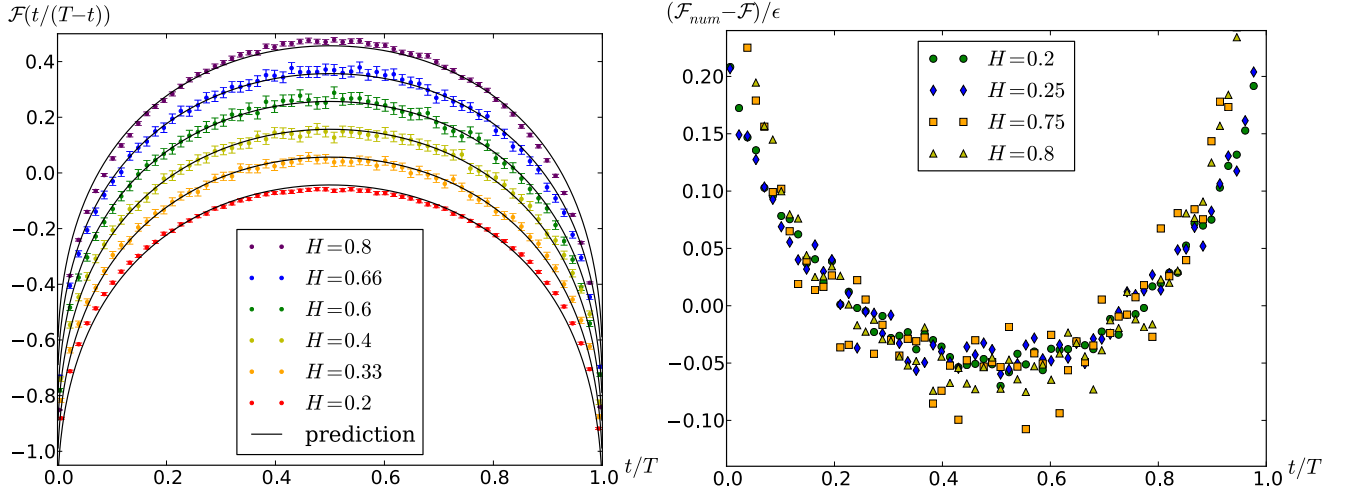 F(t/(T−t))
0.4
0.2
0.0
−0.2
−0.4
−0.6
−0.8
−1.0
H=0.8
H=0.66
H=0.6
H=0.4
H=0.33
H=0.2
prediction
0.0 0.2 0.4 0.6 0.8 1.0
t/T
(F_num−F)/ϵ
0.20
0.15
0.10
0.05
0.00
−0.05
−0.10
H=0.2
H=0.25
H=0.75
H=0.8
0.0 0.2 0.4 0.6 0.8 1.0
t/T